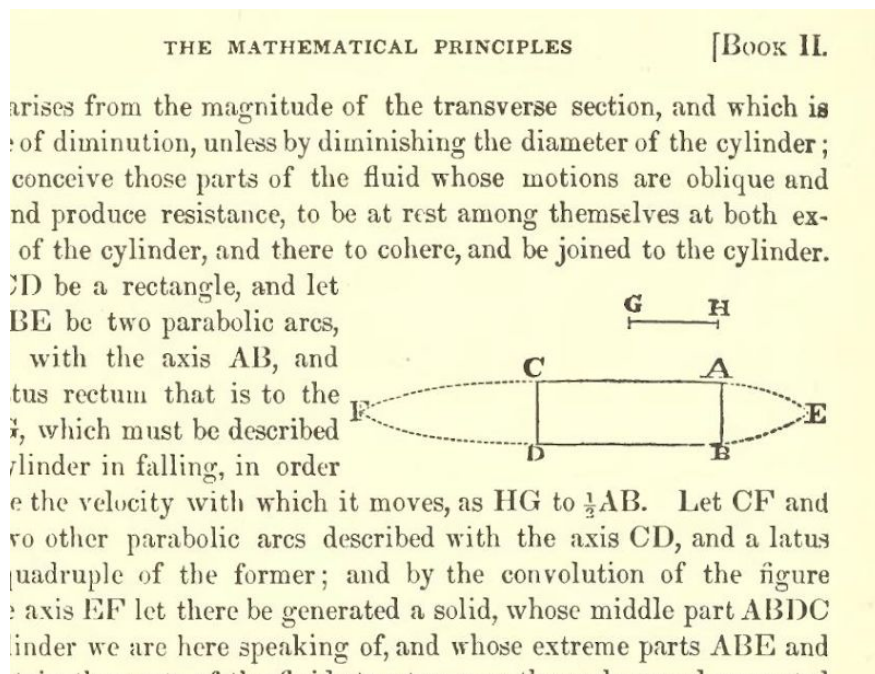 THE MATHEMATICAL PRINCIPLES [BOOK II.
arises from the magnitude of the transverse section, and which is
of diminution, unless by diminishing the diameter of the cylinder;
conceive those parts of the fluid whose motions are oblique and
nd produce resistance, to be at rest among themselves at both ex-
of the cylinder, and there to cohere, and be joined to the cylinder.
CD be a rectangle, and let
BE be two parabolic arcs,
with the axis AB, and
tus rectum that is to the
G, which must be described
ylinder in falling, in order
G H
C A
F E
D B
e the velocity with which it moves, as HG to ½AB. Let CF and
wo other parabolic arcs described with the axis CD, and a latus
quadruple of the former; and by the convolution of the figure
e axis EF let there be generated a solid, whose middle part ABDC
linder we are here speaking of, and whose extreme parts ABE and